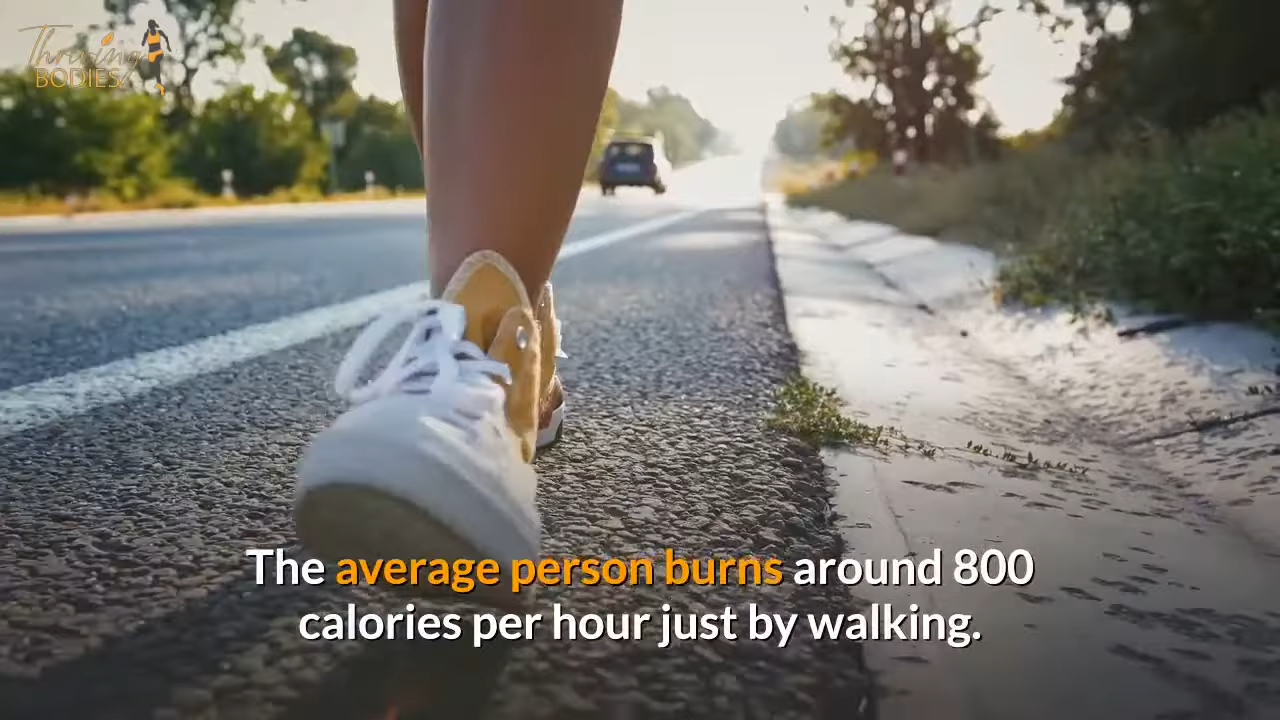 Thriving
BODIES
The average person burns around 800
calories per hour just by walking.